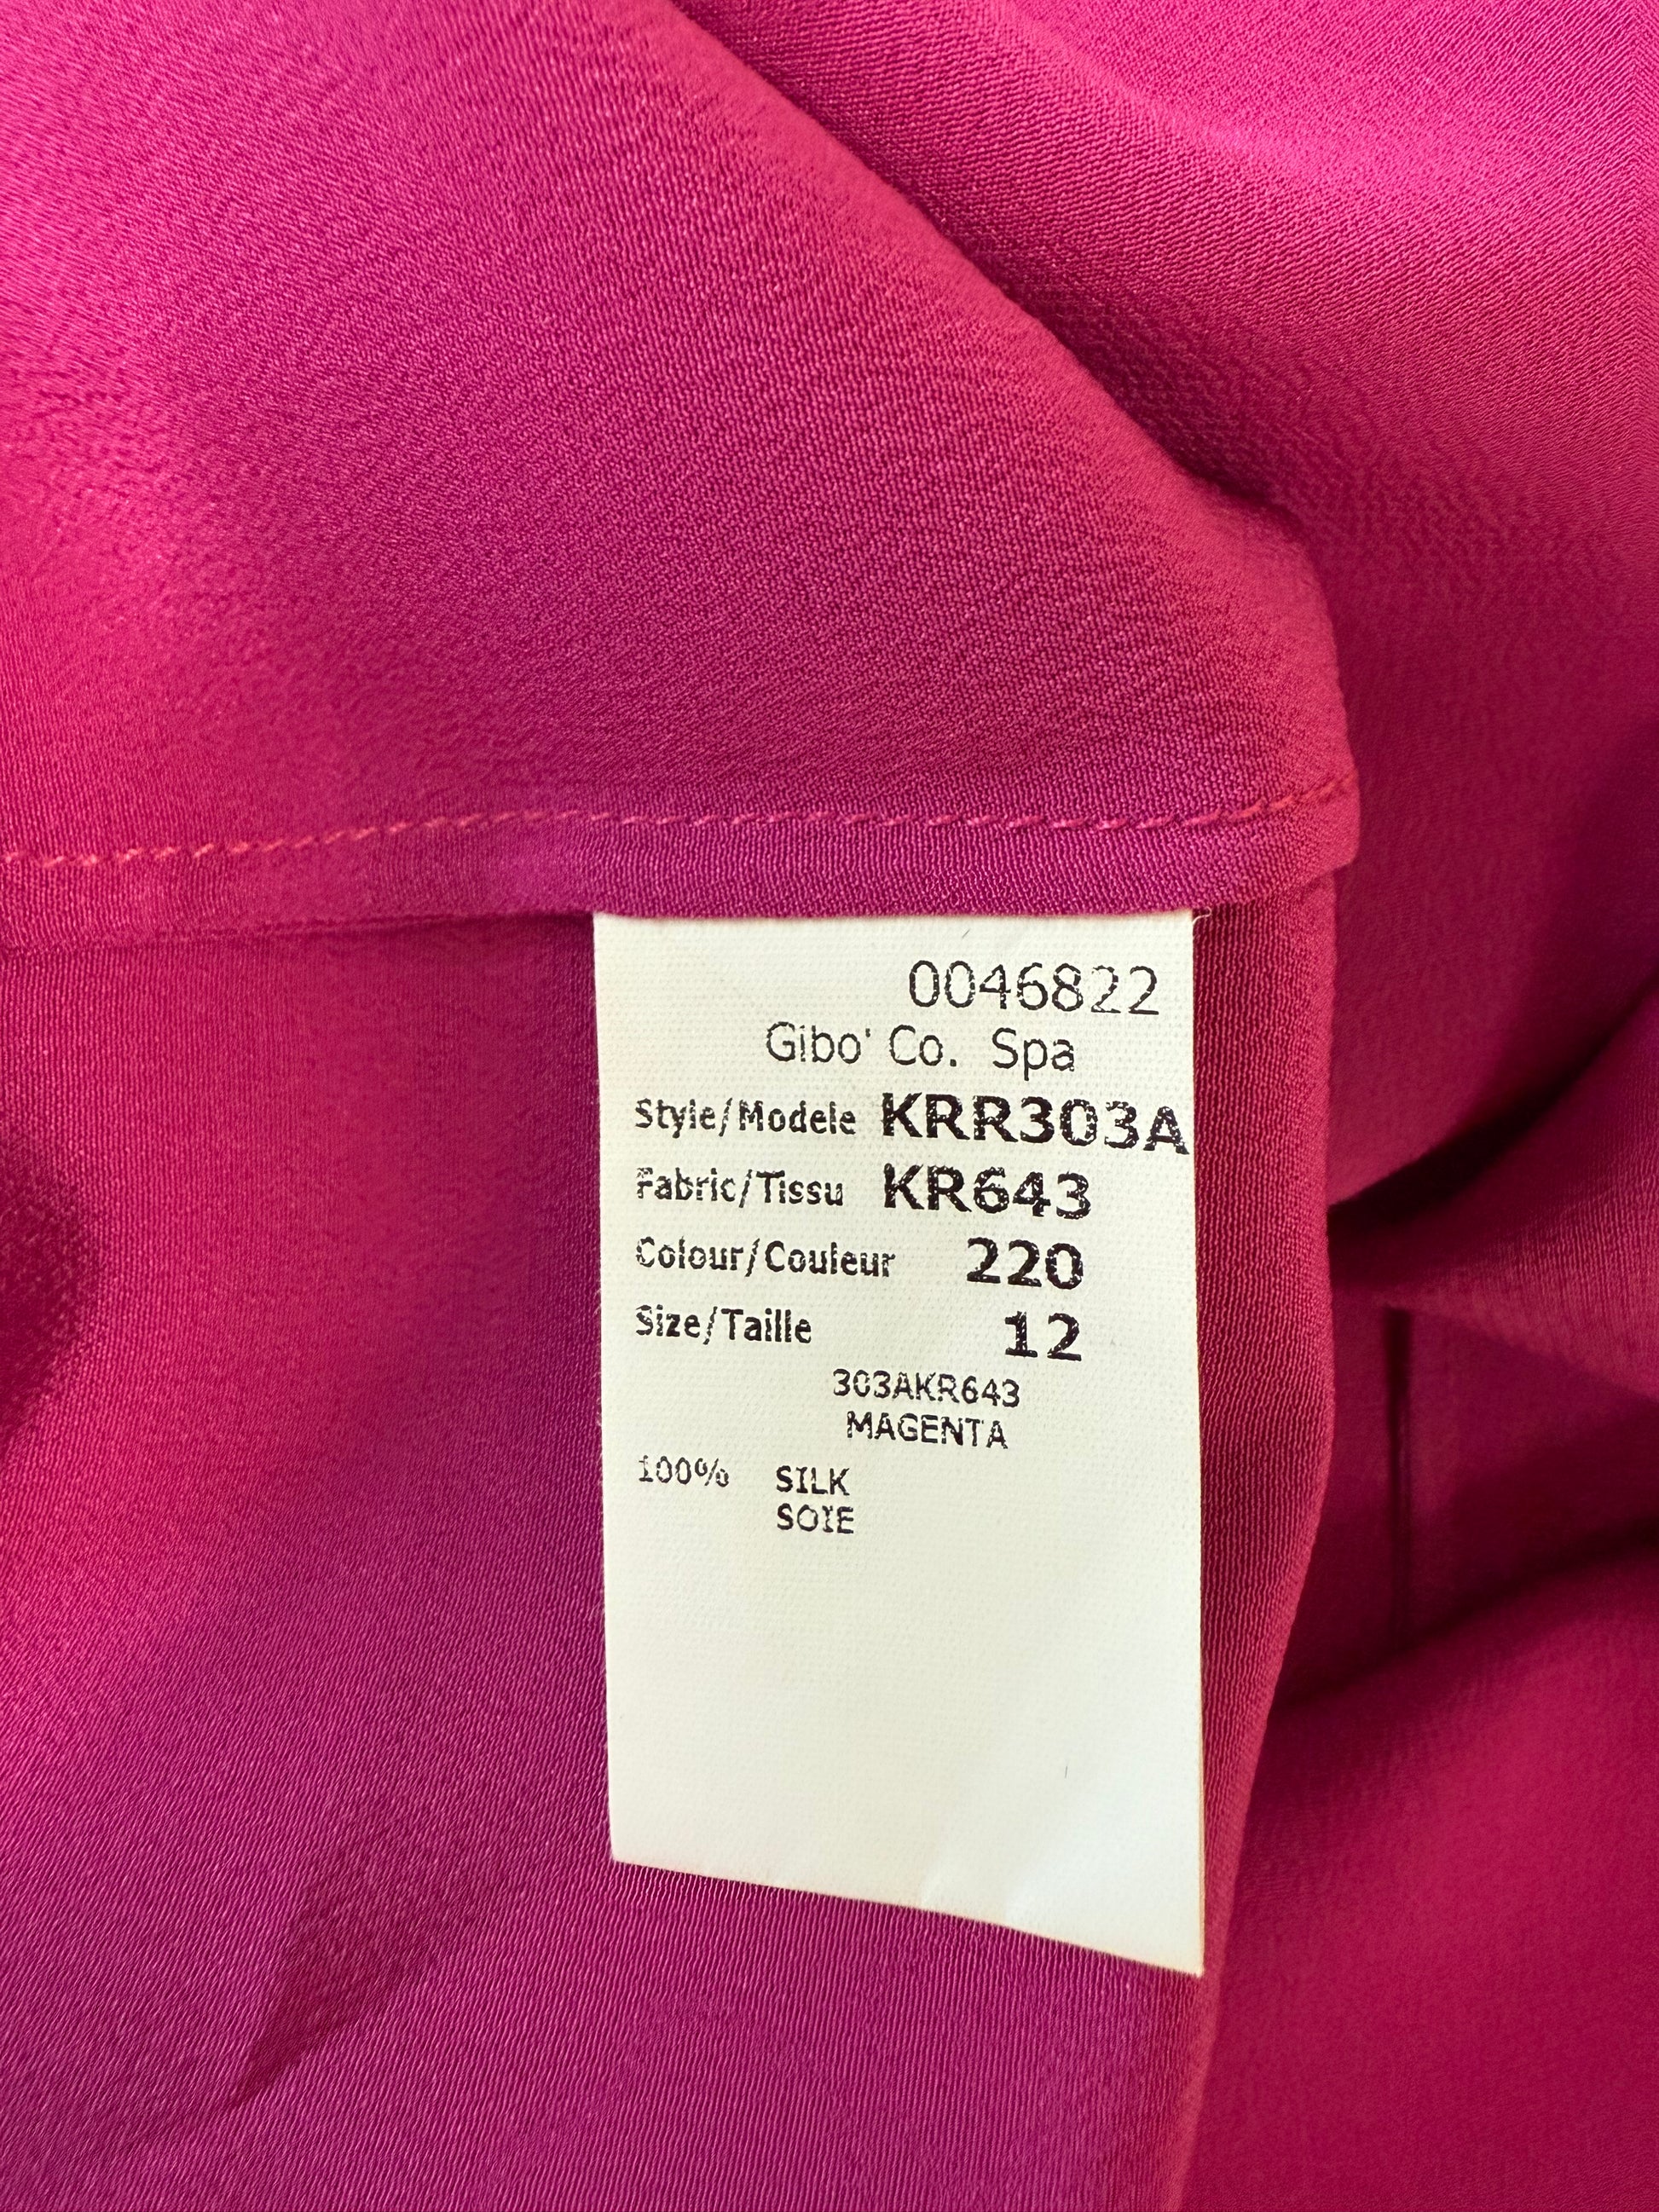 0046822
Gibo' Co. Spa
Style/Modele KRR303A
Fabric/Tissu KR643
Colour/Couleur 220
Size/Taille 12
303AKR643
MAGENTA
100% SILK
SOIE